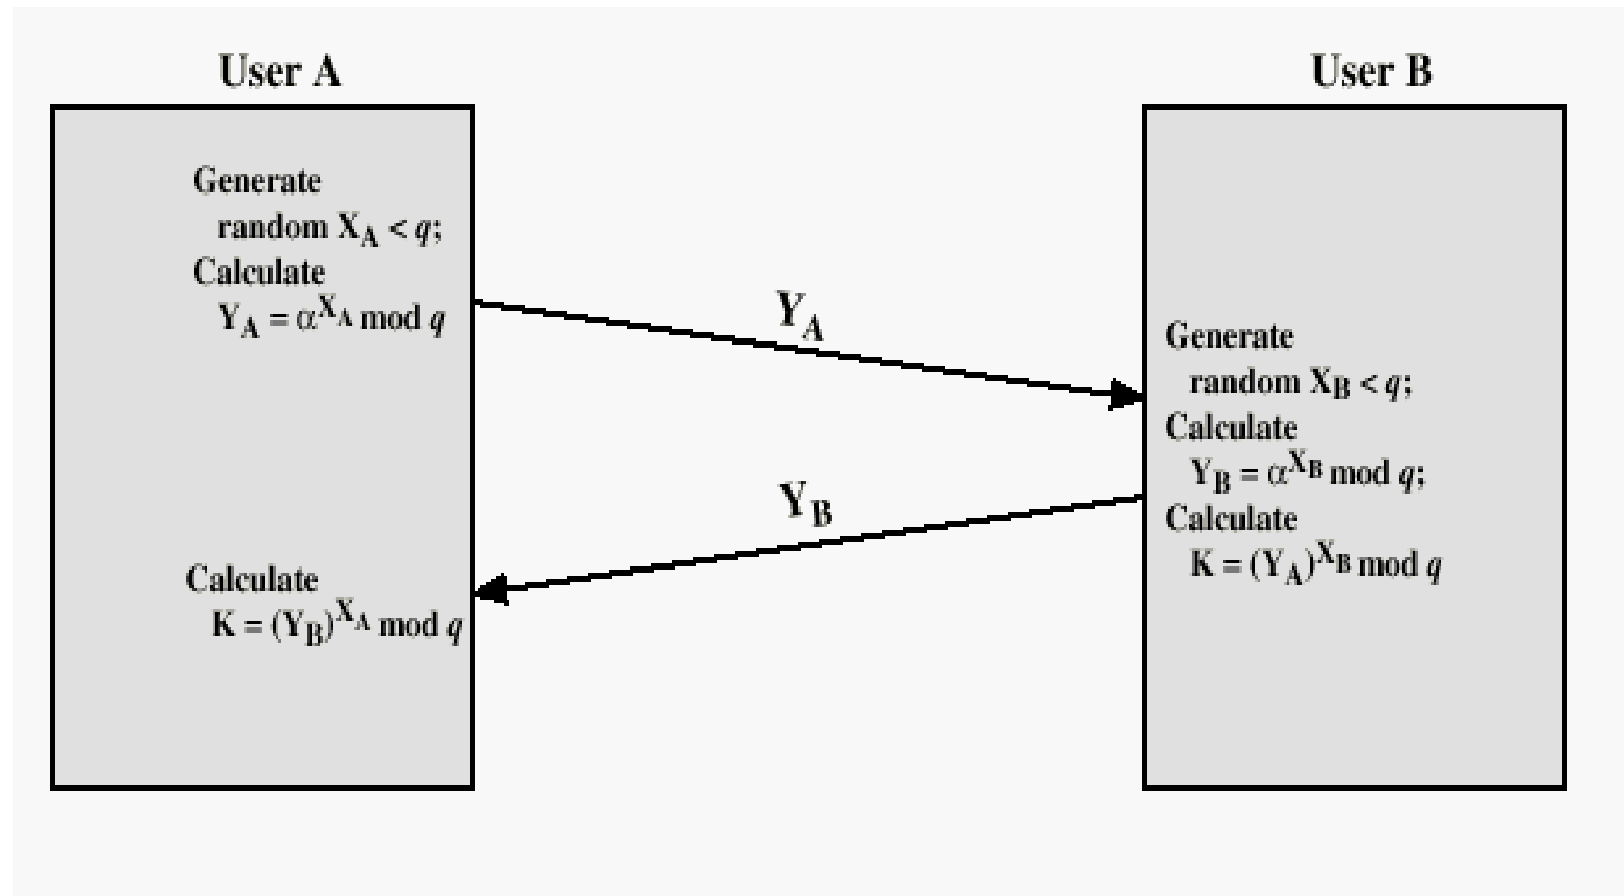 User A
Generate
random X_A < q;
Calculate
Y_A = α^X_A mod q
Calculate
K = (Y_B)^X_A mod q
Y_A
Y_B
User B
Generate
random X_B < q;
Calculate
Y_B = α^X_B mod q;
Calculate
K = (Y_A)^X_B mod q